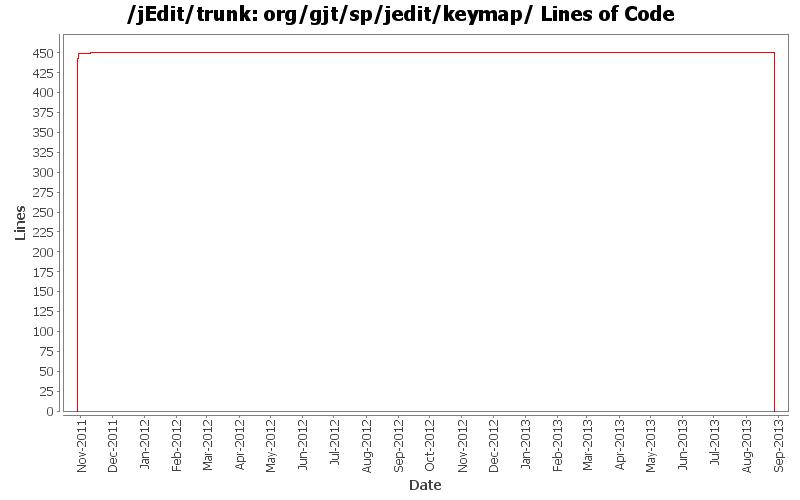 /jEdit/trunk: org/gjt/sp/jedit/keymap/ Lines of Code
Lines
450
425
400
375
350
325
300
275
250
225
200
175
150
125
100
75
50
25
0
Nov-2011
Dec-2011
Jan-2012
Feb-2012
Mar-2012
Apr-2012
May-2012
Jun-2012
Jul-2012
Aug-2012
Sep-2012
Oct-2012
Nov-2012
Dec-2012
Jan-2013
Feb-2013
Mar-2013
Apr-2013
May-2013
Jun-2013
Jul-2013
Aug-2013
Sep-2013
Date